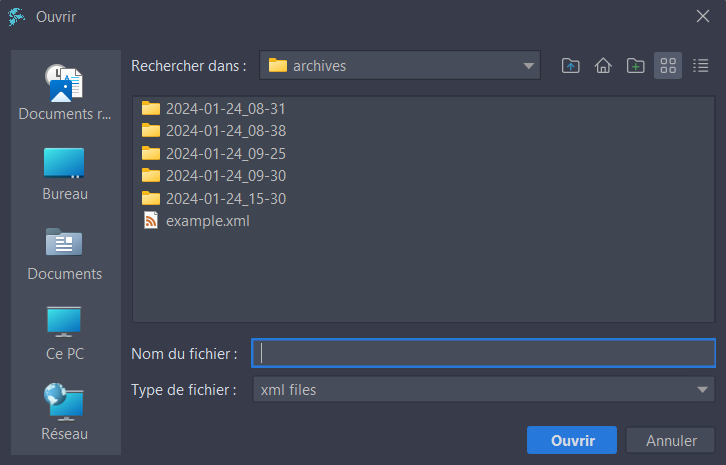 Ouvrir
Rechercher dans :
archives
Documents r...
Bureau
Documents
Ce PC
Réseau
2024-01-24_08-31
2024-01-24_08-38
2024-01-24_09-25
2024-01-24_09-30
2024-01-24_15-30
example.xml
Nom du fichier :
Type de fichier :
xml files
Ouvrir
Annuler